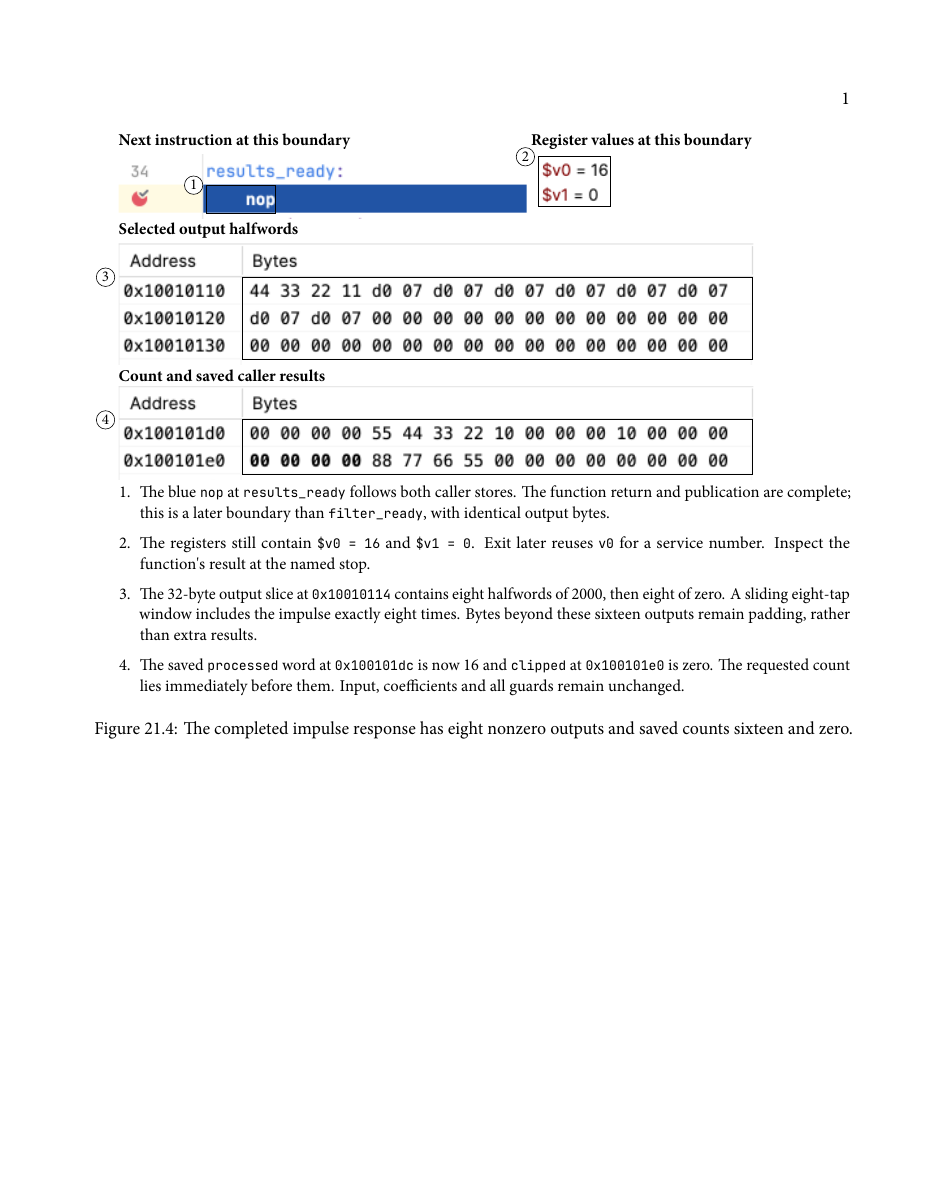 1
Next instruction at this boundary
Register values at this boundary
34 results_ready:
1 nop
2 $v0 = 16
$v1 = 0
Selected output halfwords
Address Bytes
3
0x10010110 44 33 22 11 d0 07 d0 07 d0 07 d0 07 d0 07 d0 07
0x10010120 d0 07 d0 07 00 00 00 00 00 00 00 00 00 00 00 00
0x10010130 00 00 00 00 00 00 00 00 00 00 00 00 00 00 00 00
Count and saved caller results
Address Bytes
4
0x100101d0 00 00 00 00 55 44 33 22 10 00 00 00 10 00 00 00
0x100101e0 00 00 00 00 88 77 66 55 00 00 00 00 00 00 00 00
1. The blue nop at results_ready follows both caller stores. The function return and publication are complete;
this is a later boundary than filter_ready, with identical output bytes.
2. The registers still contain $v0 = 16 and $v1 = 0. Exit later reuses v0 for a service number. Inspect the
function's result at the named stop.
3. The 32-byte output slice at 0x10010114 contains eight halfwords of 2000, then eight of zero. A sliding eight-tap
window includes the impulse exactly eight times. Bytes beyond these sixteen outputs remain padding, rather
than extra results.
4. The saved processed word at 0x100101dc is now 16 and clipped at 0x100101e0 is zero. The requested count
lies immediately before them. Input, coefficients and all guards remain unchanged.
Figure 21.4: The completed impulse response has eight nonzero outputs and saved counts sixteen and zero.